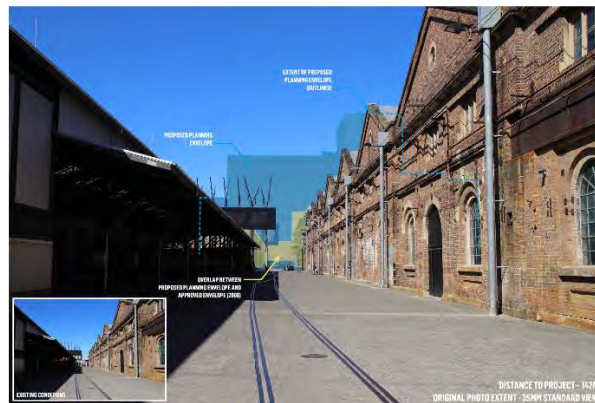 EXTENT OF PROPOSED
PLANNING ENVELOPE
(OUTLINED)
PROPOSED PLANNING
ENVELOPE
OVERLAP BETWEEN
PROPOSED PLANNING ENVELOPE AND
APPROVED ENVELOPE (2008)
EXISTING CONDITIONS
DISTANCE TO PROJECT - 142M
ORIGINAL PHOTO EXTENT - 35MM STANDARD VIEW